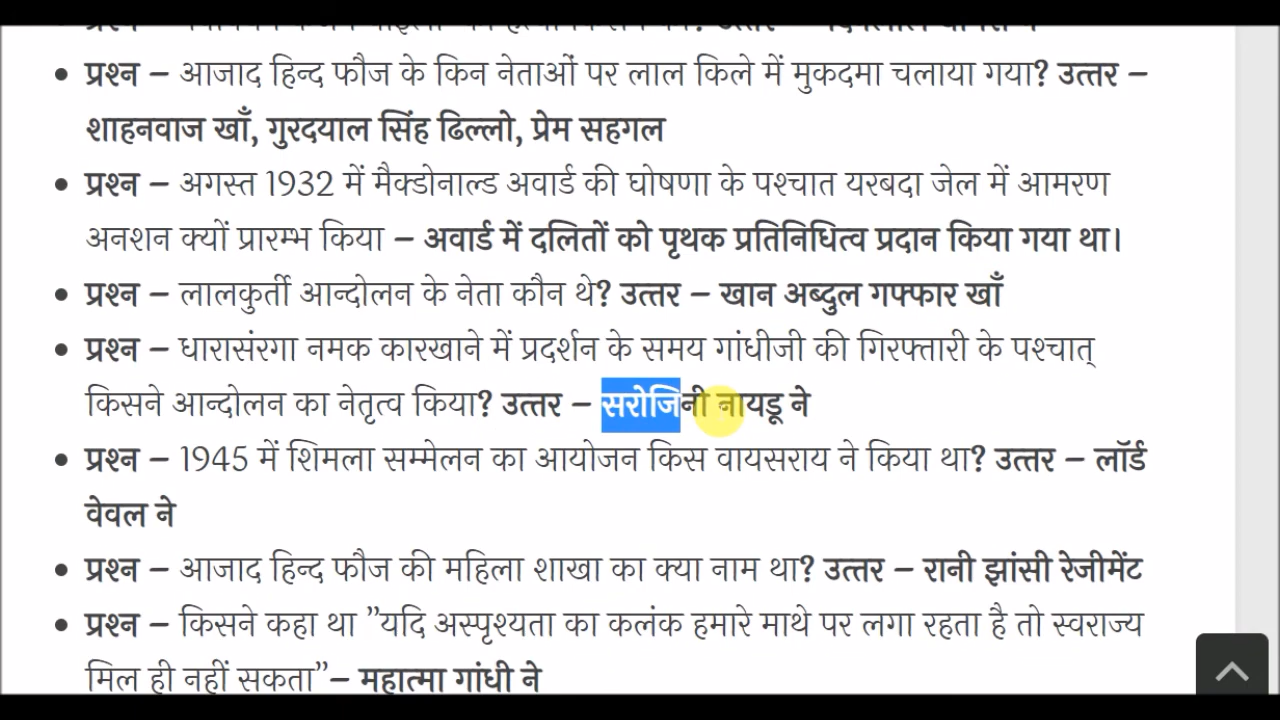 प्रश्न – आजाद हिन्द फौज के किन नेताओं पर लाल किले में मुकदमा चलाया गया? उत्तर –
शाहनवाज खाँ, गुरदयाल सिंह ढिल्लो, प्रेम सहगल
प्रश्न – अगस्त 1932 में मैक्डोनाल्ड अवार्ड की घोषणा के पश्चात यरबदा जेल में आमरण
अनशन क्यों प्रारम्भ किया – अवार्ड में दलितों को पृथक प्रतिनिधित्व प्रदान किया गया था।
प्रश्न – लालकुर्ती आन्दोलन के नेता कौन थे? उत्तर – खान अब्दुल गफ्फार खाँ
प्रश्न – धारासंरगा नमक कारखाने में प्रदर्शन के समय गांधीजी की गिरफ्तारी के पश्चात्
किसने आन्दोलन का नेतृत्व किया? उत्तर – सरोजिनी नायडू ने
प्रश्न – 1945 में शिमला सम्मेलन का आयोजन किस वायसराय ने किया था? उत्तर – लॉर्ड
वेवल ने
प्रश्न – आजाद हिन्द फौज की महिला शाखा का क्या नाम था? उत्तर – रानी झांसी रेजीमेंट
प्रश्न – किसने कहा था ”यदि अस्पृश्यता का कलंक हमारे माथे पर लगा रहता है तो स्वराज्य
मिल ही नहीं सकता”– महात्मा गांधी ने